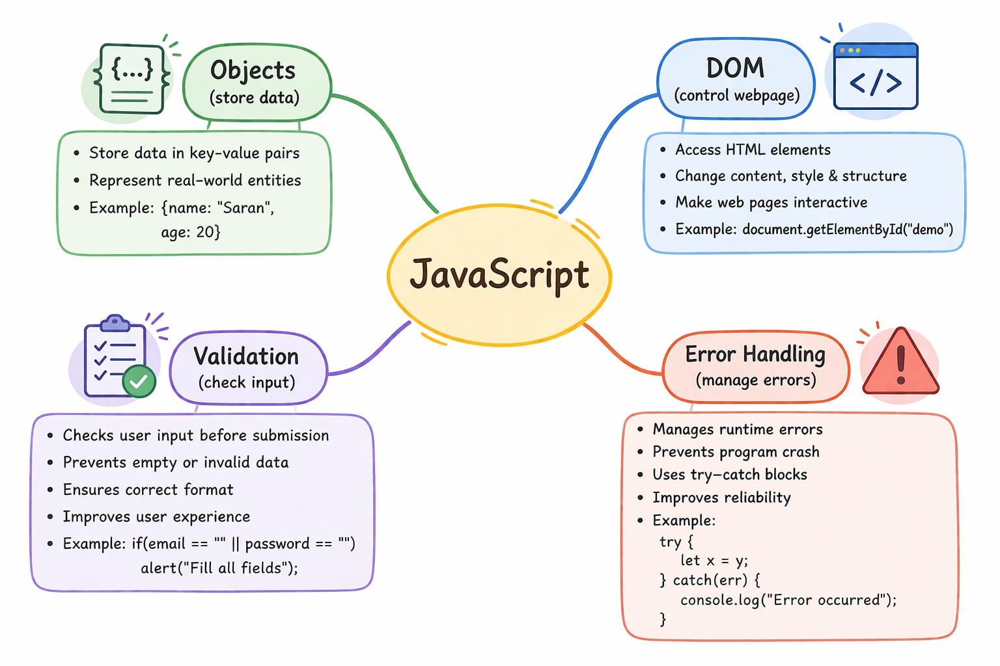 {...}
Objects
(store data)
• Store data in key-value pairs
• Represent real-world entities
• Example: {name: "Saran",
age: 20}
DOM
(control webpage)
</>
• Access HTML elements
• Change content, style & structure
• Make web pages interactive
• Example: document.getElementById("demo")
JavaScript
Validation
(check input)
• Checks user input before submission
• Prevents empty or invalid data
• Ensures correct format
• Improves user experience
• Example: if(email == "" || password == "")
alert("Fill all fields");
Error Handling
(manage errors)
• Manages runtime errors
• Prevents program crash
• Uses try-catch blocks
• Improves reliability
• Example:
try {
let x = y;
} catch(err) {
console.log("Error occurred");
}